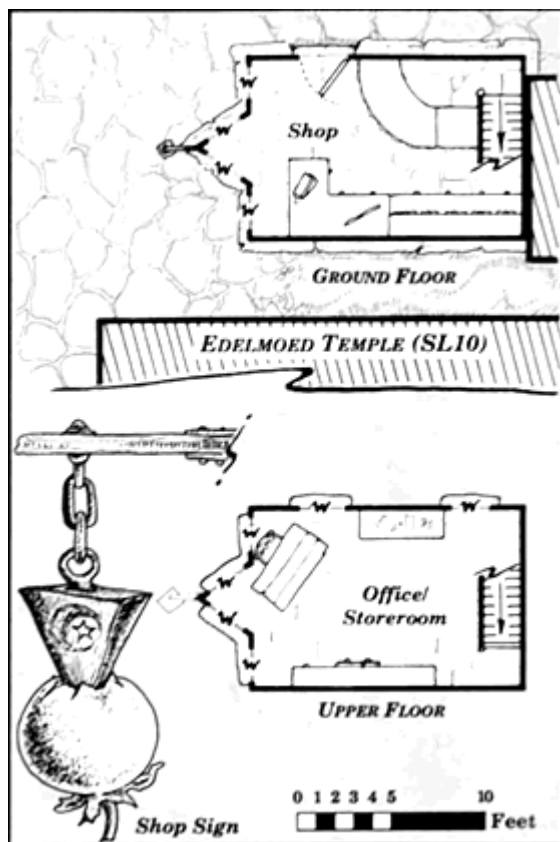 W
W
Shop
W
W
GROUND FLOOR
EDELMOED TEMPLE (SL10)
W
W
W
W
Office/
Storeroom
W
W
UPPER FLOOR
0 1 2 3 4 5 10
Feet
Shop Sign